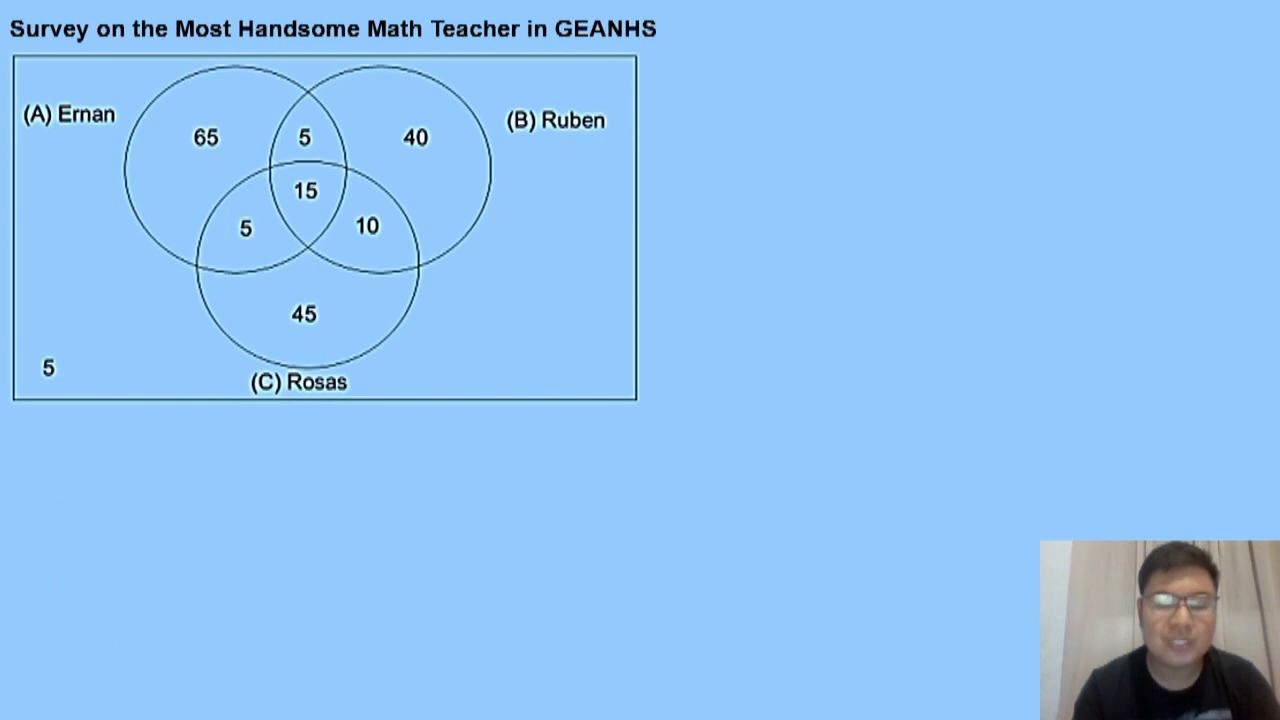 Survey on the Most Handsome Math Teacher in GEANHS
(A) Ernan
(B) Ruben
65
5
40
15
5
10
45
5
(C) Rosas